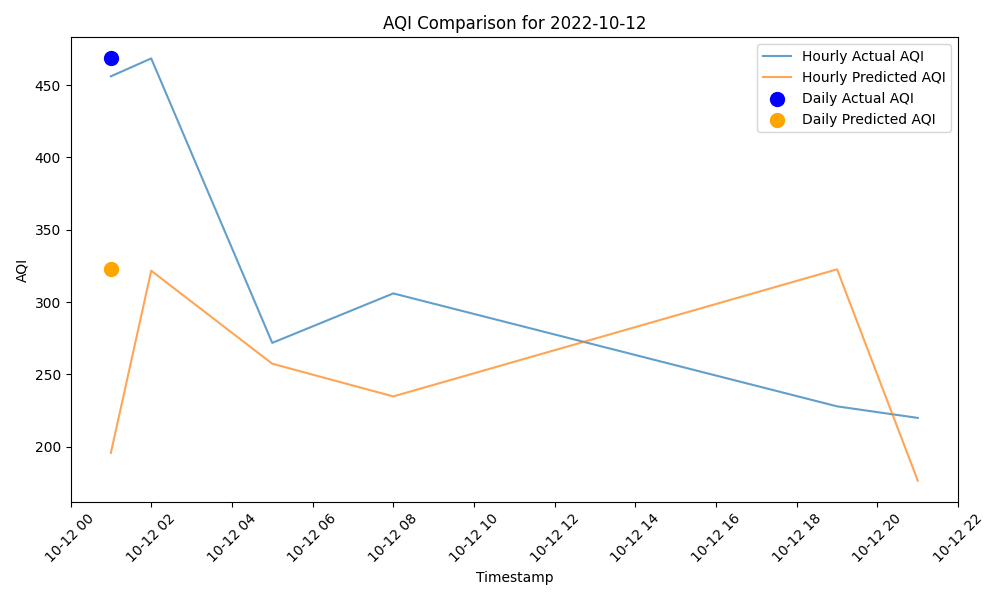 AQI Comparison for 2022-10-12
Hourly Actual AQI
Hourly Predicted AQI
Daily Actual AQI
Daily Predicted AQI
AQI
450
400
350
300
250
200
10-12 00
10-12 02
10-12 04
10-12 06
10-12 08
10-12 10
10-12 12
10-12 14
10-12 16
10-12 18
10-12 20
10-12 22
Timestamp